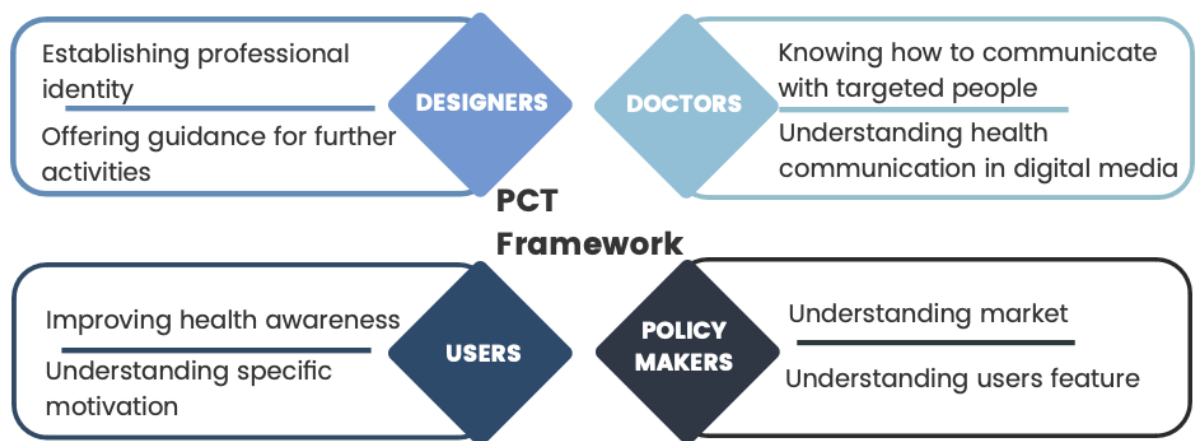 Establishing professional
identity
Offering guidance for further
activities
DESIGNERS
DOCTORS
Knowing how to communicate
with targeted people
Understanding health
communication in digital media
PCT
Framework
Improving health awareness
Understanding specific
motivation
USERS
POLICY
MAKERS
Understanding market
Understanding users feature